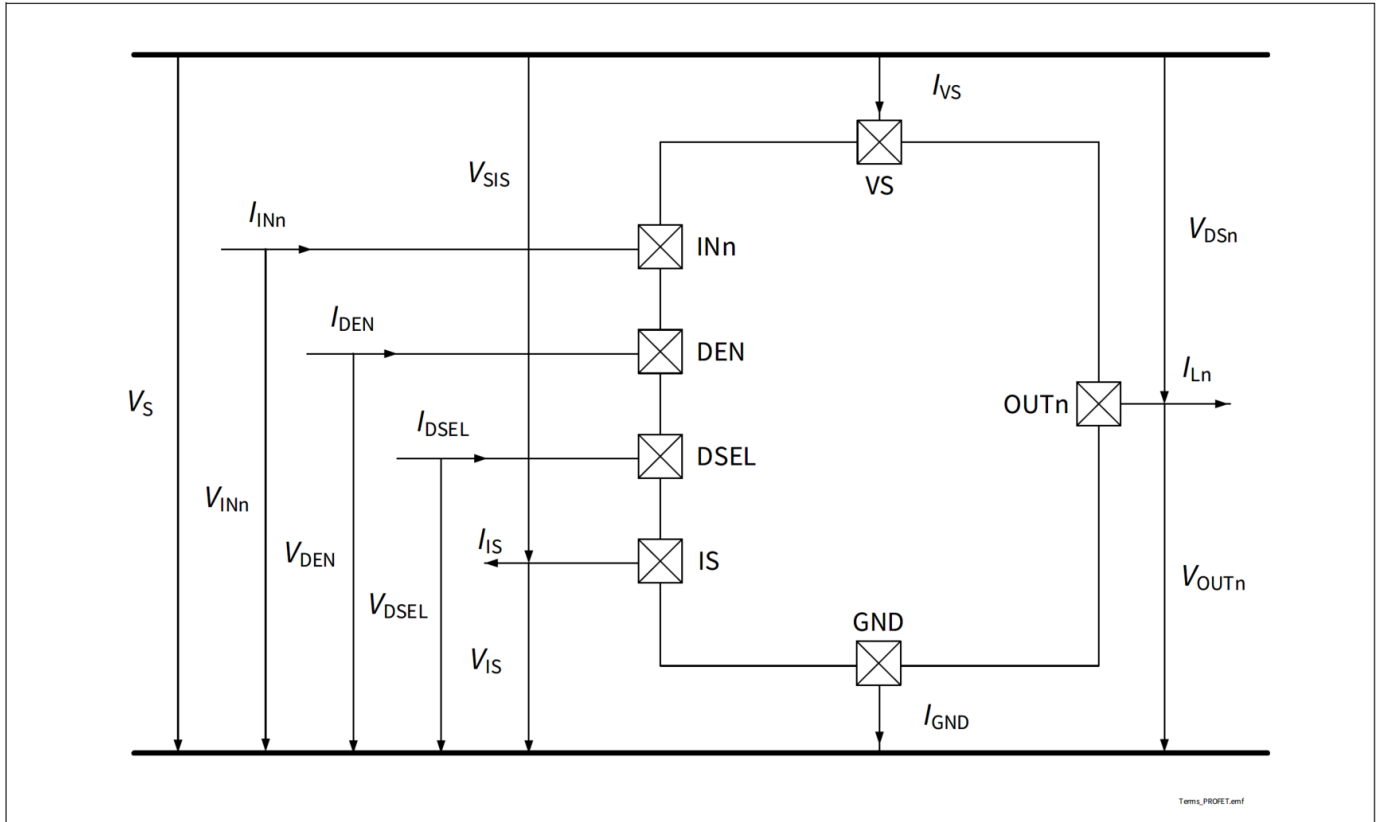 I_VS
VS
V_SIS
I_INn
INn
V_DSn
I_DEN
DEN
I_Ln
V_S
OUTn
I_DSEL
DSEL
V_INn
I_IS
IS
V_DEN
V_DSEL
V_OUTn
GND
V_IS
I_GND
Terms_PROFET.emf